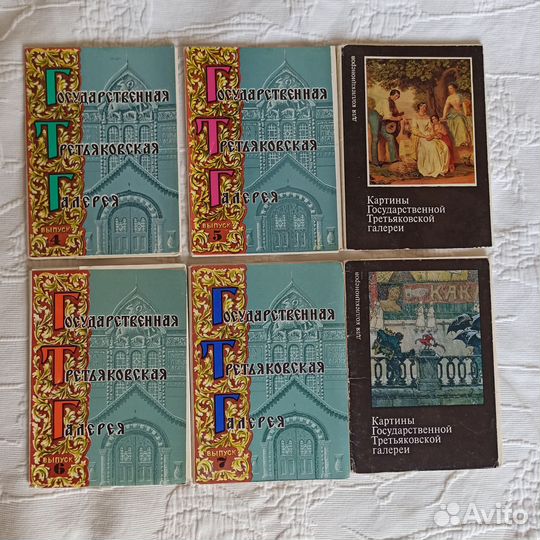 Государственная
Третьяковская
Галерея
ВЫПУСК
4
Государственная
Третьяковская
Галерея
ВЫПУСК
5
для коллекционеров
Картины
Государственной
Третьяковской
галереи
Государственная
Третьяковская
Галерея
ВЫПУСК
6
Государственная
Третьяковская
Галерея
ВЫПУСК
7
для коллекционеров
КАК
Картины
Государственной
Третьяковской
галереи
Avito